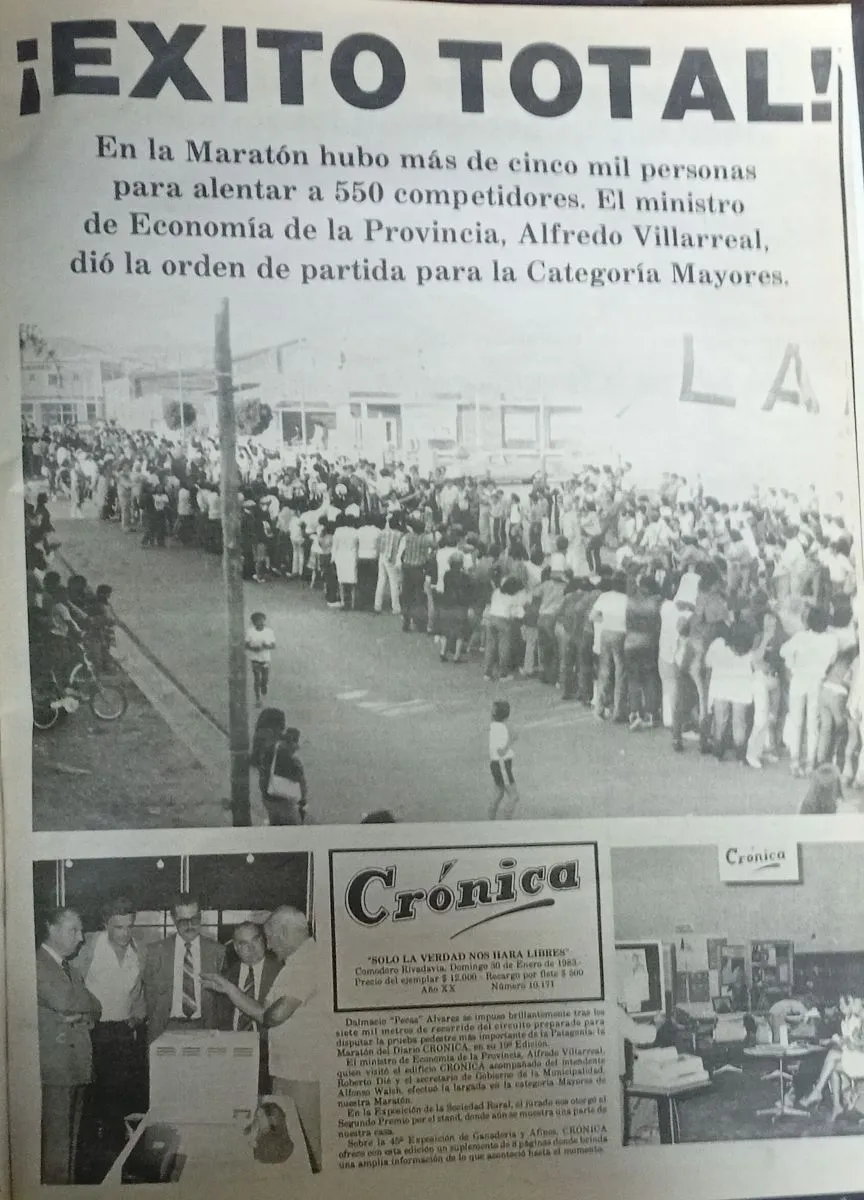 ¡EXITO TOTAL!
En la Maratón hubo más de cinco mil personas
para alentar a 550 competidores. El ministro
de Economía de la Provincia, Alfredo Villarreal,
dió la orden de partida para la Categoría Mayores.
LA
Crónica
"SOLO LA VERDAD NOS HARA LIBRES"
Comodoro Rivadavia, Domingo 30 de Enero de 1983.
Precio del ejemplar $ 12.000 - Recargo por flete $ 500
Año XX Número 10.171
Crónica
Dalmacio "Pocas" Alvarez se impuso brillantemente tras los
siete mil metros de recorrido del circuito preparado para
disputar la prueba pedestre más importante de la Patagonia: la
Maratón del Diario CRONICA, en su 19ª Edición.
El ministro de Economía de la Provincia, Alfredo Villarreal,
quien visitó el edificio CRONICA acompañado del intendente
Roberto Dié y el secretario de Gobierno de la Municipalidad,
Alfonso Walsh, efectuó la largada en la categoría Mayores de
nuestra Maratón.
En la Exposición de la Sociedad Rural, el jurado nos otorgó el
Segundo Premio por el stand, donde aún se muestra una parte de
nuestra casa.
Sobre la 45ª Exposición de Ganadería y Afines, CRONICA
ofrece con esta edición un suplemento de 8 páginas donde brinda
una amplia información de lo que aconteció hasta el momento.